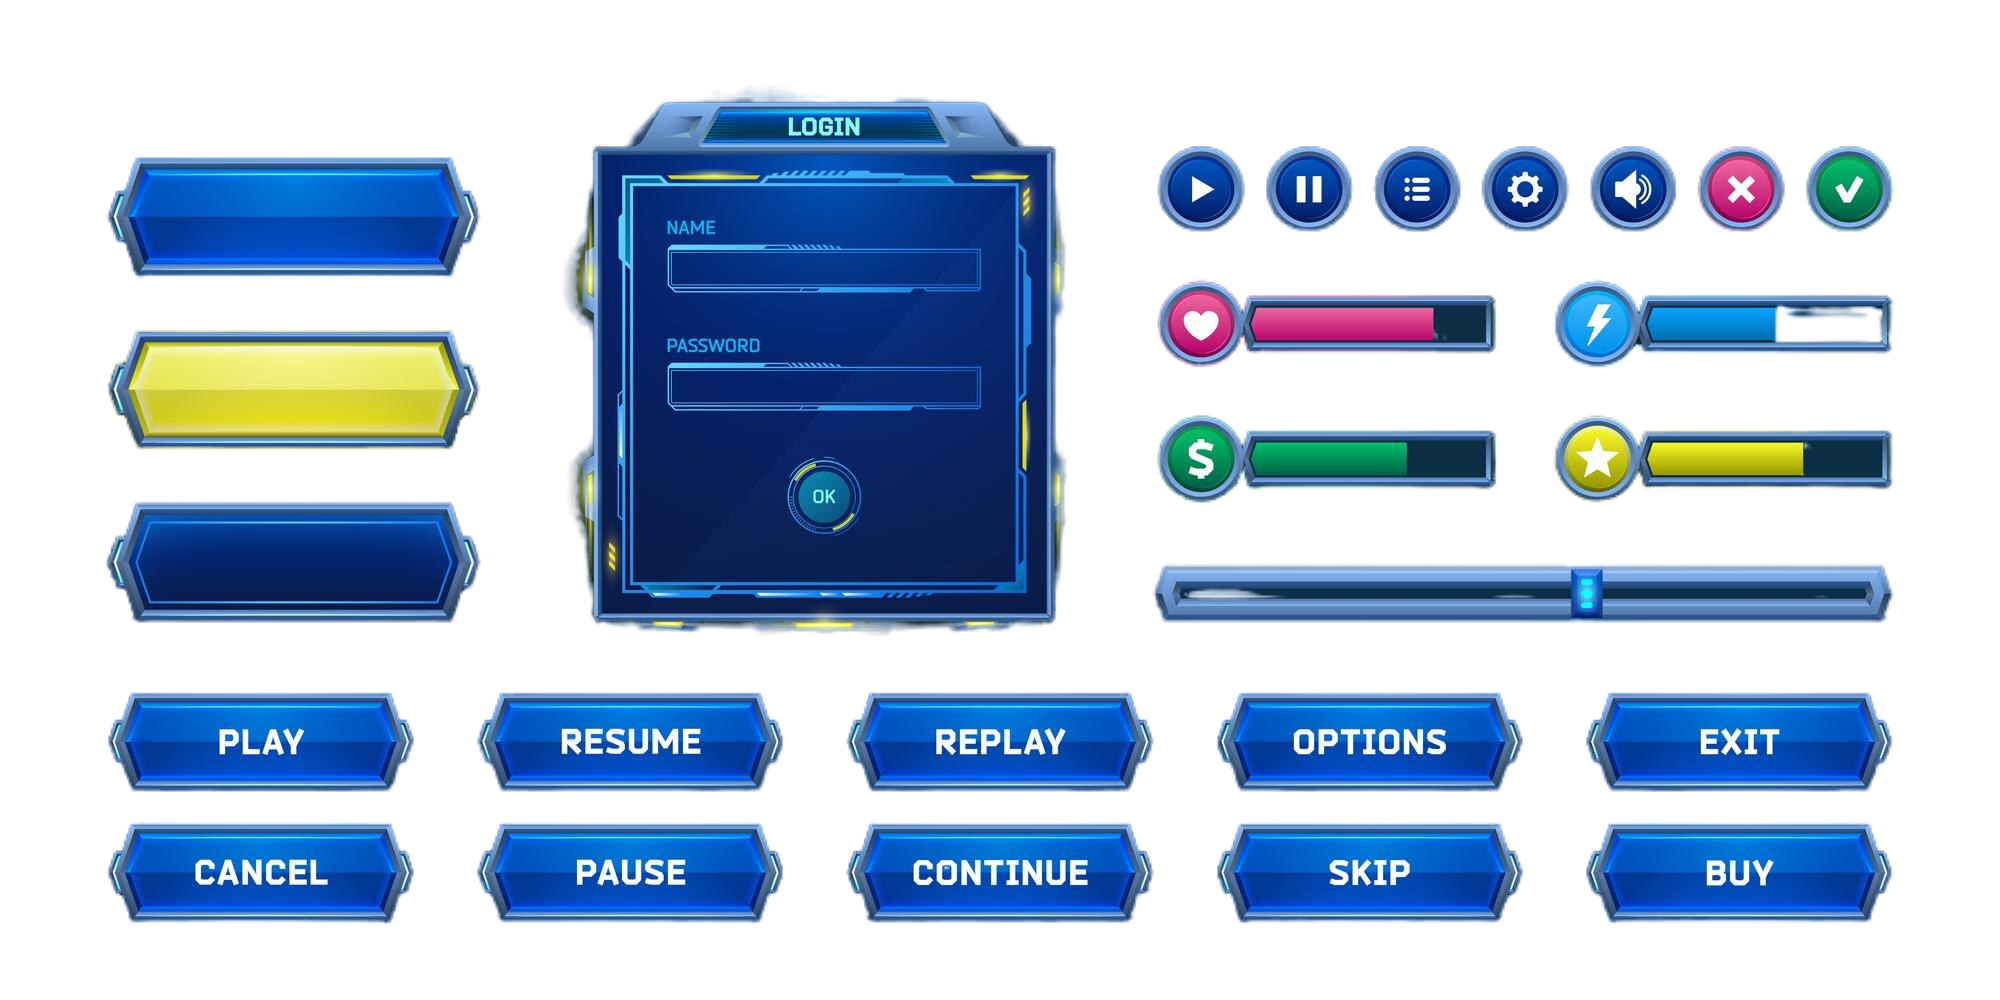 LOGIN
NAME
PASSWORD
OK
$
PLAY
RESUME
REPLAY
OPTIONS
EXIT
CANCEL
PAUSE
CONTINUE
SKIP
BUY